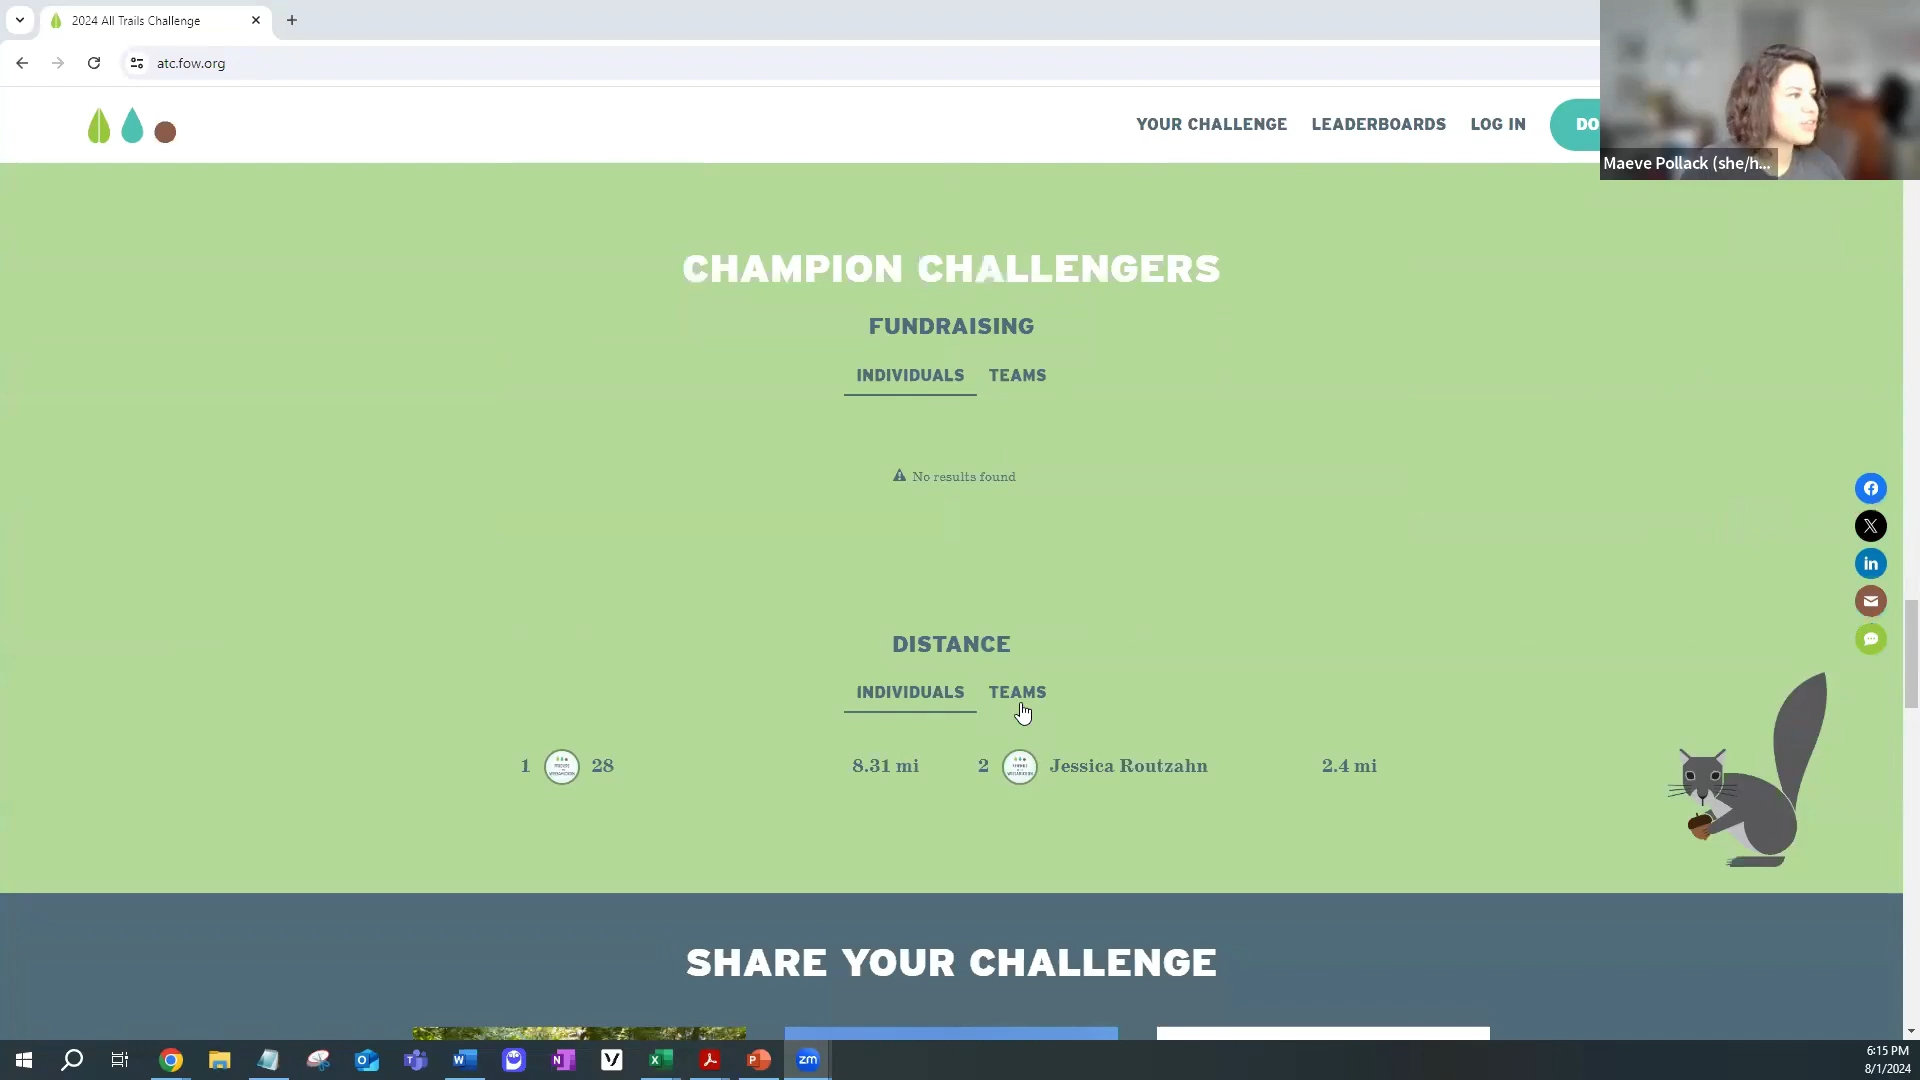 2024 All Trails Challenge
atc.fow.org
YOUR CHALLENGE LEADERBOARDS LOG IN DO
Maeve Pollack (she/h...
CHAMPION CHALLENGERS
FUNDRAISING
INDIVIDUALS TEAMS
No results found
DISTANCE
INDIVIDUALS TEAMS
1 28 8.31 mi 2 Jessica Routzahn 2.4 mi
SHARE YOUR CHALLENGE
zm
6:15 PM
8/1/2024